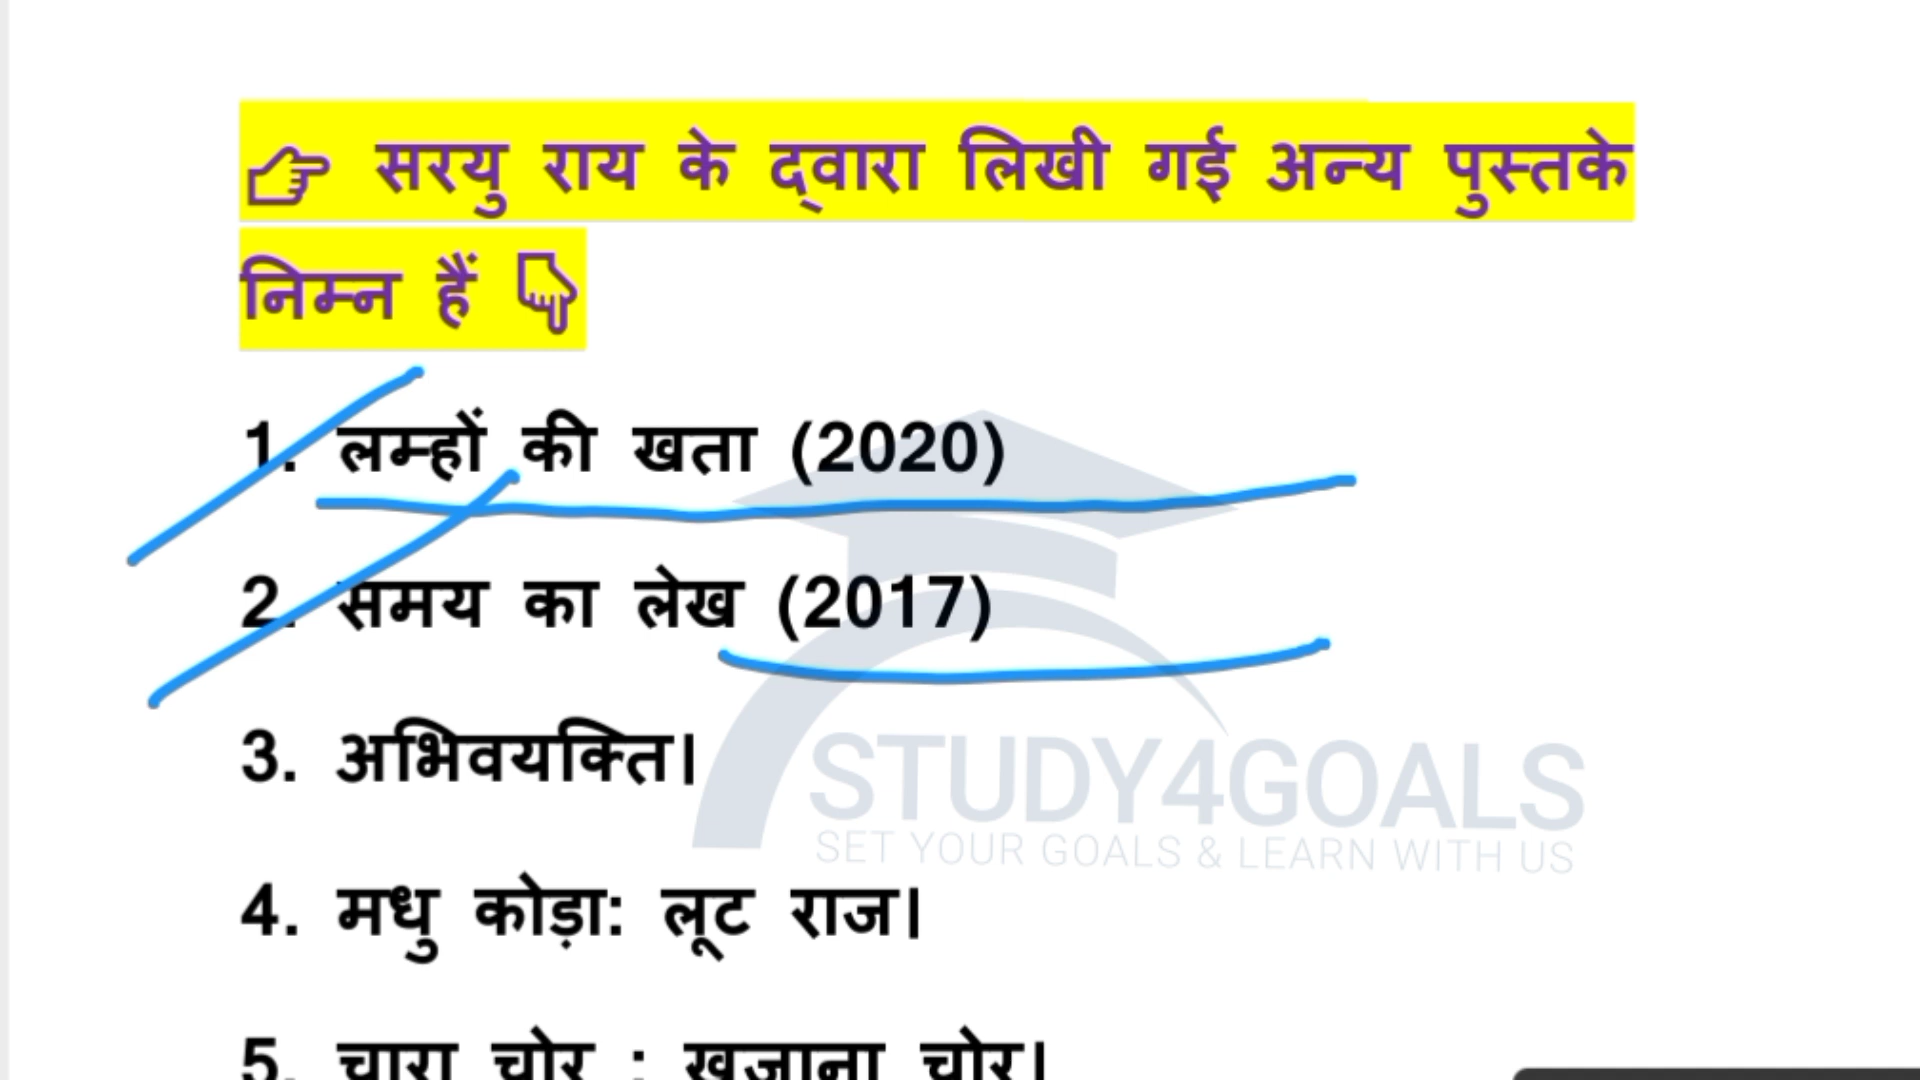 👉 सरयु राय के द्वारा लिखी गई अन्य पुस्तके
निम्न हैं 👇
1. लम्हों की खता (2020)
2. समय का लेख (2017)
3. अभिवयक्ति।
STUDY4GOALS
SET YOUR GOALS & LEARN WITH US
4. मधु कोड़ा: लूट राज।
5. चारा चोर : खजाना चोर।